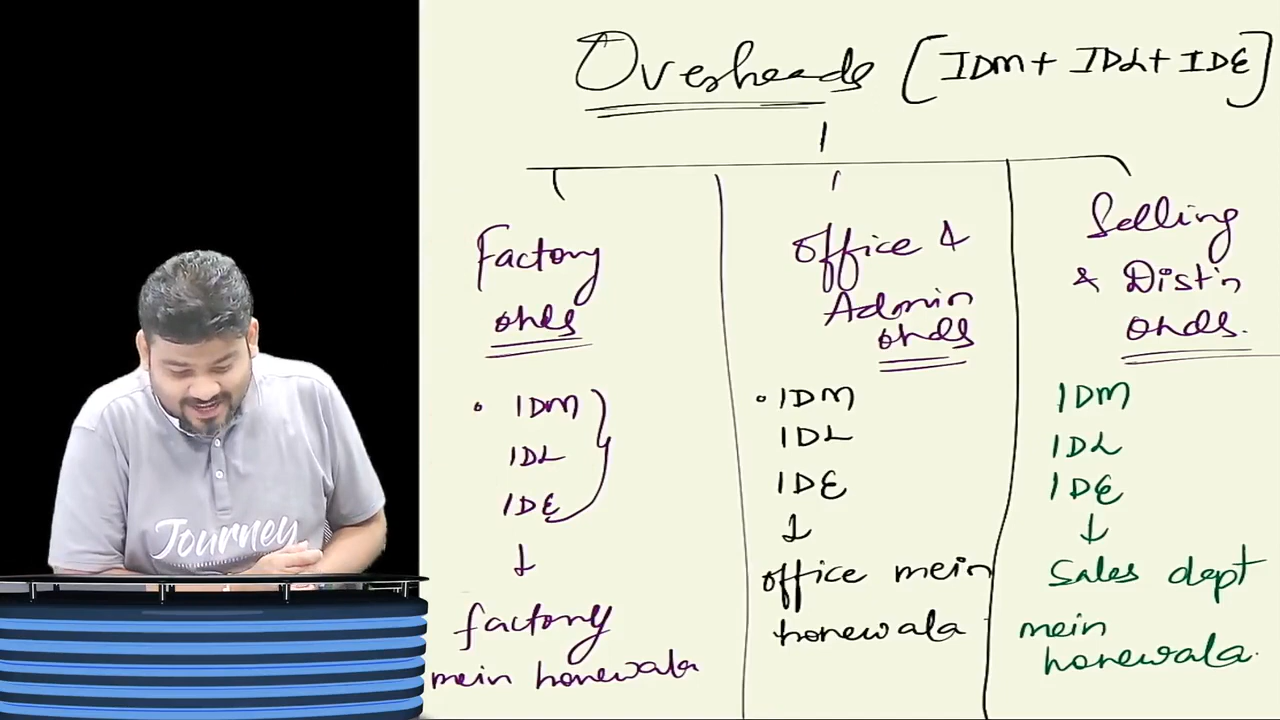 Overheads [IDM + IDL + IDE]
Factory
OHds
• IDM
IDL
IDE
↓
factory
mein honewala
Office &
Admin
OHds
• IDM
IDL
IDE
↓
office mein
honewala
Selling
& Dist'n
OHds.
IDM
IDL
IDE
↓
Sales dept
mein
honewala.
Journey